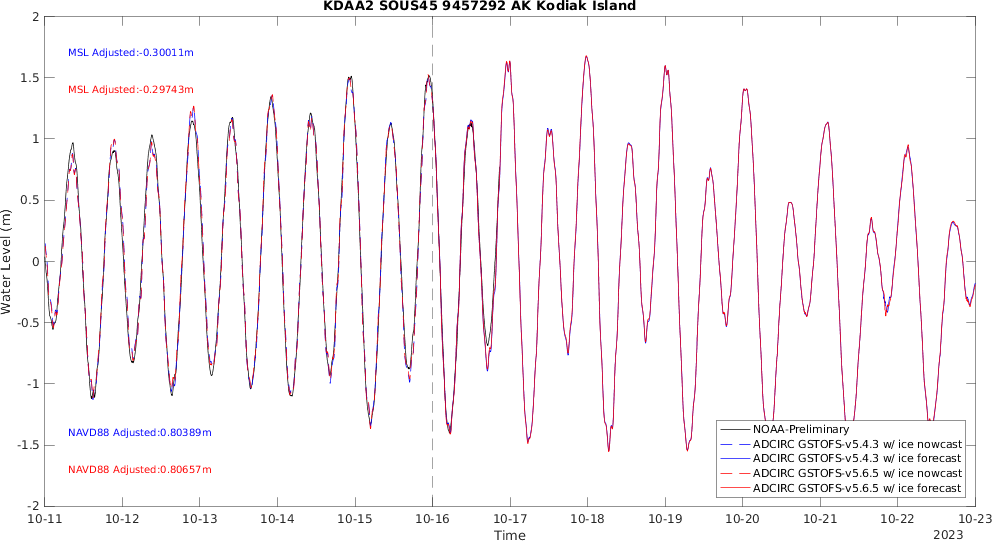 KDAA2 SOUS45 9457292 AK Kodiak Island
2
1.5
1
0.5
0
-0.5
-1
-1.5
-2
Water Level (m)
MSL Adjusted:-0.30011m
MSL Adjusted:-0.29743m
NAVD88 Adjusted:0.80389m
NAVD88 Adjusted:0.80657m
NOAA-Preliminary
ADCIRC GSTOFS-v5.4.3 w/ ice nowcast
ADCIRC GSTOFS-v5.4.3 w/ ice forecast
ADCIRC GSTOFS-v5.6.5 w/ ice nowcast
ADCIRC GSTOFS-v5.6.5 w/ ice forecast
10-11 10-12 10-13 10-14 10-15 10-16 10-17 10-18 10-19 10-20 10-21 10-22 10-23
Time
2023